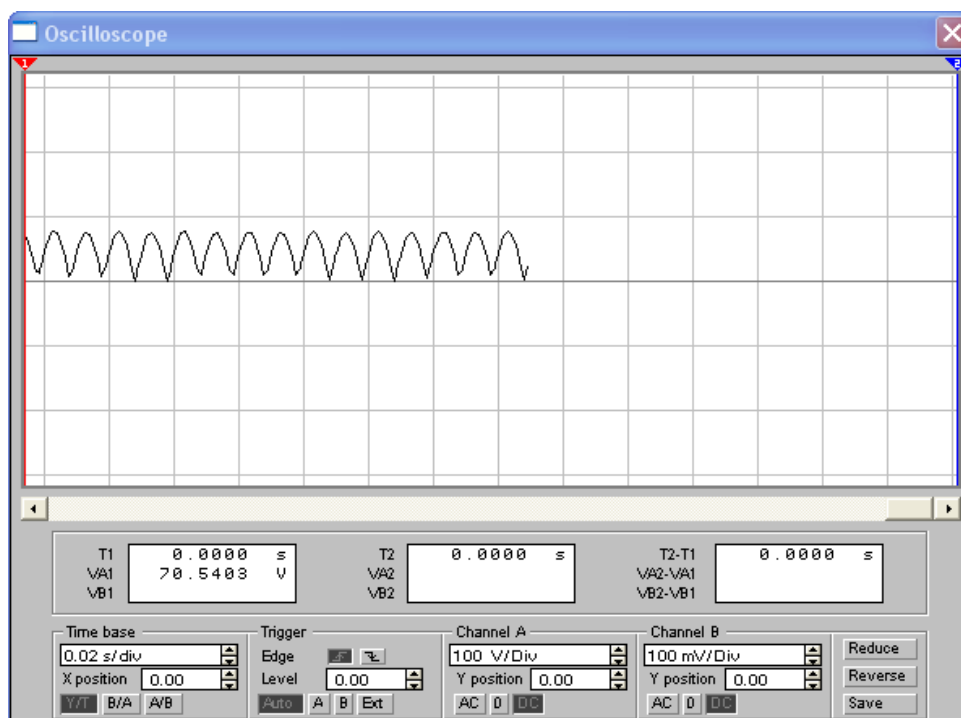 Oscilloscope
1 2
T1 0.0000 s T2 0.0000 s T2-T1 0.0000 s
VA1 70.5403 V VA2 VA2-VA1
VB1 VB2 VB2-VB1
Time base Trigger Channel A Channel B
0.02 s/div Edge 100 V/Div 100 mV/Div Reduce
X position 0.00 Level 0.00 Y position 0.00 Y position 0.00 Reverse
Y/T B/A A/B Auto A B Ext AC 0 DC AC 0 DC Save